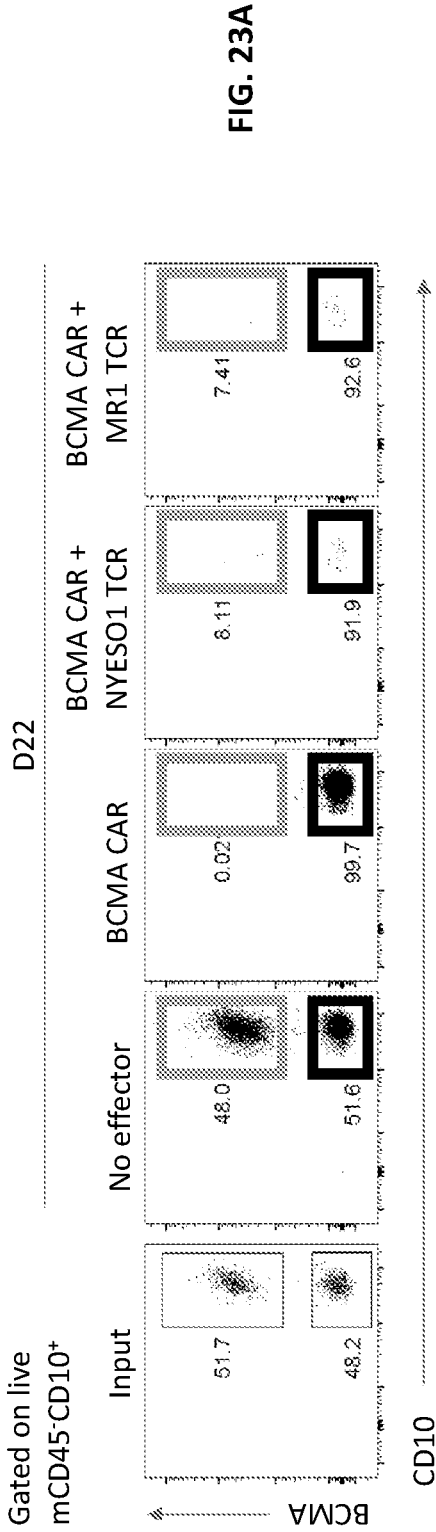 Gated on live
mCD45-CD10+
D22
Input
No effector
BCMA CAR
BCMA CAR +
NYESO1 TCR
BCMA CAR +
MR1 TCR
51.7
48.0
0.02
8.11
7.41
48.2
51.6
99.7
91.9
92.6
BCMA
CD10
FIG. 23A